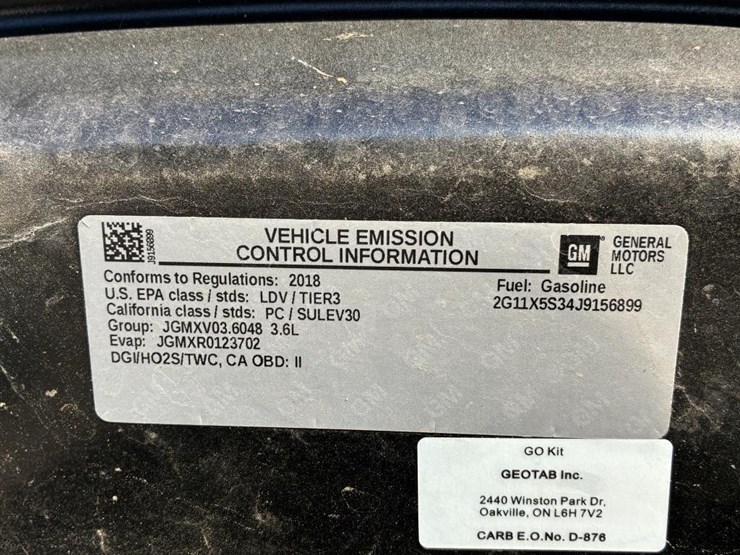 J9156899
VEHICLE EMISSION
CONTROL INFORMATION
GM
GENERAL
MOTORS
LLC
Conforms to Regulations: 2018
U.S. EPA class / stds: LDV / TIER3
California class / stds: PC / SULEV30
Group: JGMXV03.6048 3.6L
Evap: JGMXR0123702
DGI/HO2S/TWC, CA OBD: II
Fuel: Gasoline
2G11X5S34J9156899
GO Kit
GEOTAB Inc.
2440 Winston Park Dr.
Oakville, ON L6H 7V2
CARB E.O.No. D-876